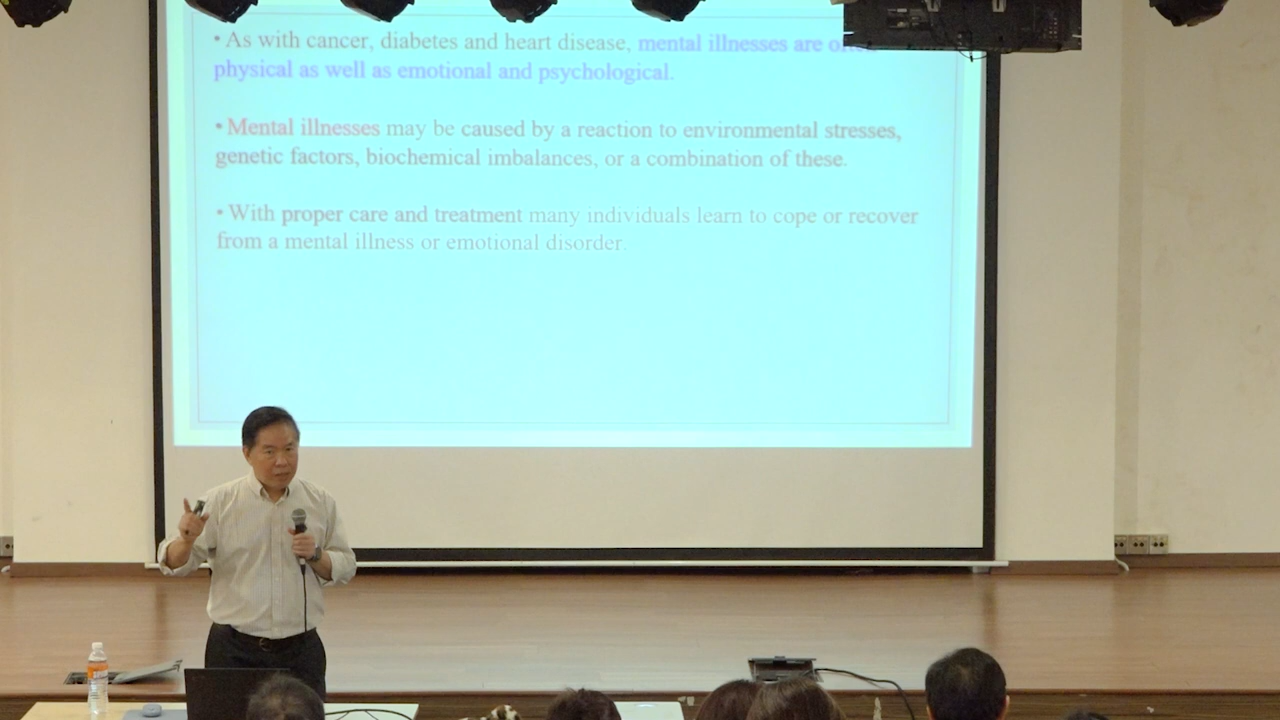 • As with cancer, diabetes and heart disease, mental illnesses are
physical as well as emotional and psychological.
• Mental illnesses may be caused by a reaction to environmental stresses,
genetic factors, biochemical imbalances, or a combination of these.
• With proper care and treatment many individuals learn to cope or recover
from a mental illness or emotional disorder.